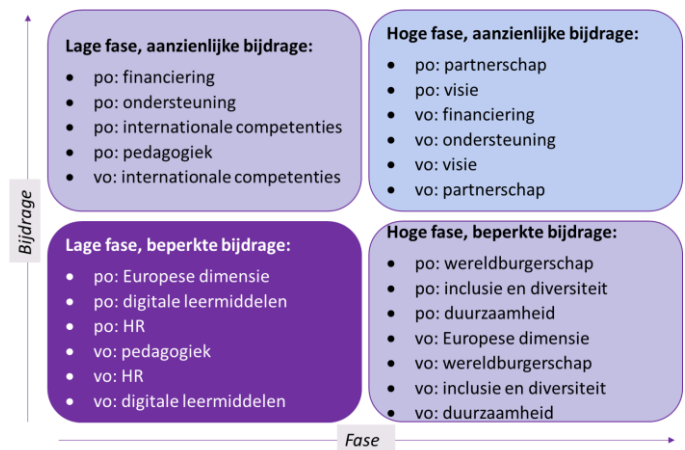 Lage fase, aanzienlijke bijdrage:
• po: financiering
• po: ondersteuning
• po: internationale competenties
• po: pedagogiek
• vo: internationale competenties
Hoge fase, aanzienlijke bijdrage:
• po: partnerschap
• po: visie
• vo: financiering
• vo: ondersteuning
• vo: visie
• vo: partnerschap
Bijdrage
Lage fase, beperkte bijdrage:
• po: Europese dimensie
• po: digitale leermiddelen
• po: HR
• vo: pedagogiek
• vo: HR
• vo: digitale leermiddelen
Hoge fase, beperkte bijdrage:
• po: wereldburgerschap
• po: inclusie en diversiteit
• po: duurzaamheid
• vo: Europese dimensie
• vo: wereldburgerschap
• vo: inclusie en diversiteit
• vo: duurzaamheid
Fase